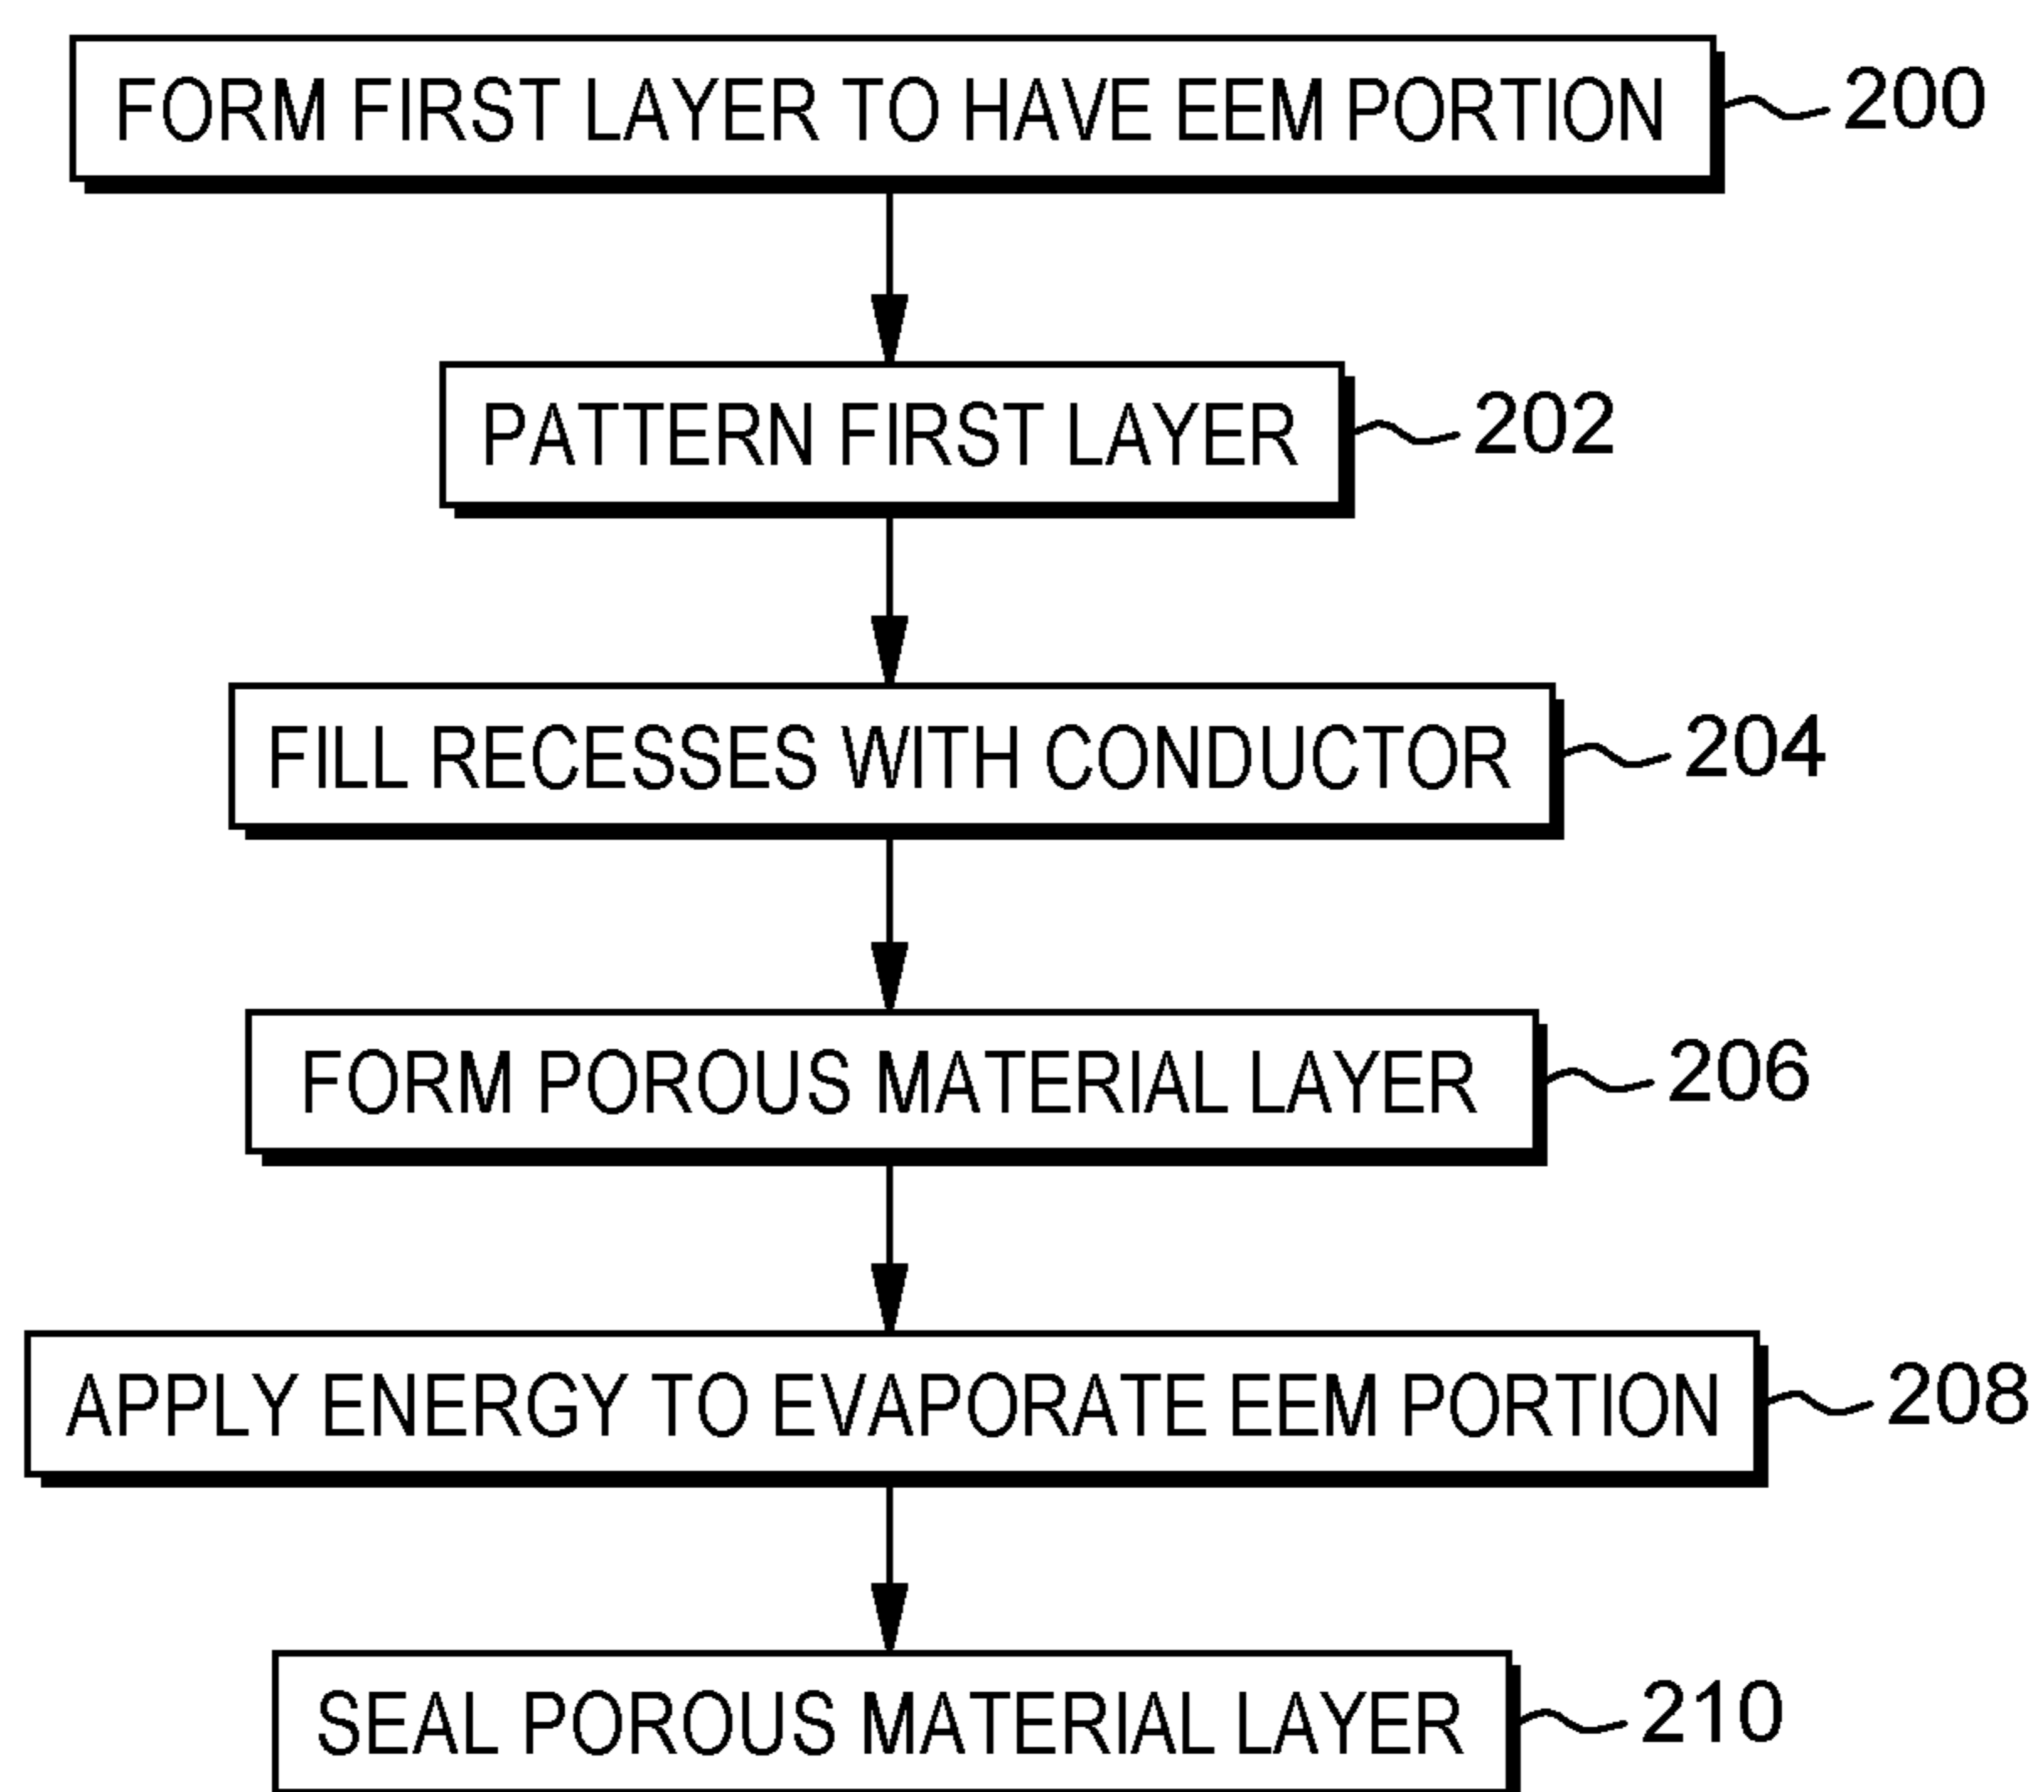 FORM FIRST LAYER TO HAVE EEM PORTION 200
PATTERN FIRST LAYER 202
FILL RECESSES WITH CONDUCTOR 204
FORM POROUS MATERIAL LAYER 206
APPLY ENERGY TO EVAPORATE EEM PORTION 208
SEAL POROUS MATERIAL LAYER 210